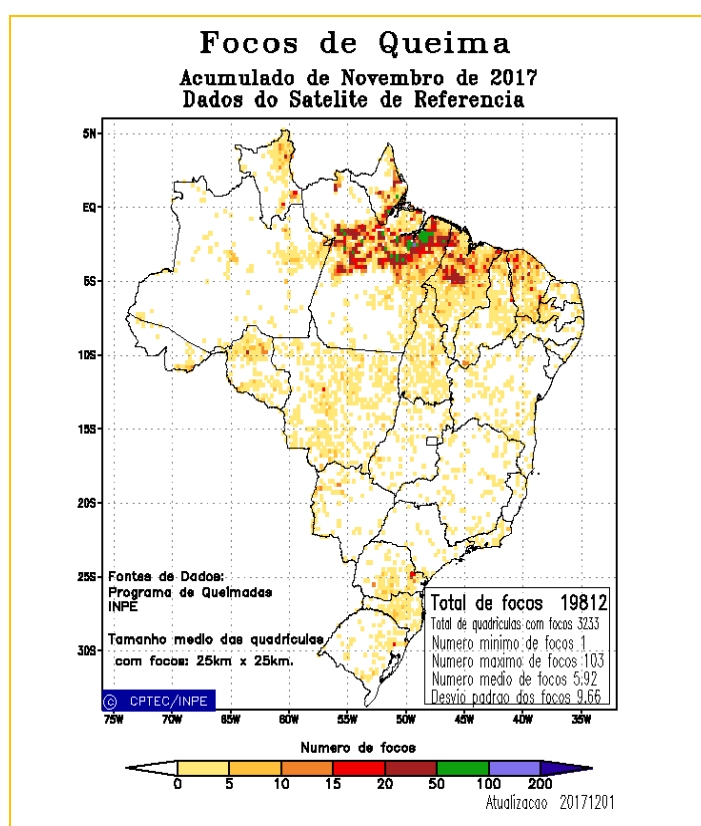 Focos de Queima
Acumulado de Novembro de 2017
Dados do Satelite de Referencia
5N
EQ
5S
10S
15S
20S
25S
30S
Fontes de Dados:
Programa de Queimadas
INPE
Tamanho medio das quadriculas
com focos: 25km x 25km.
Total de focos 19812
Total de quadriculas com focos 3233
Numero minimo de focos 1
Numero maximo de focos 103
Numero medio de focos 5.92
Desvio padrao dos focos 9.66
© CPTEC/INPE
75W 70W 65W 60W 55W 50W 45W 40W 35W
Numero de focos
0 5 10 15 20 50 100 200
Atualizacao 20171201